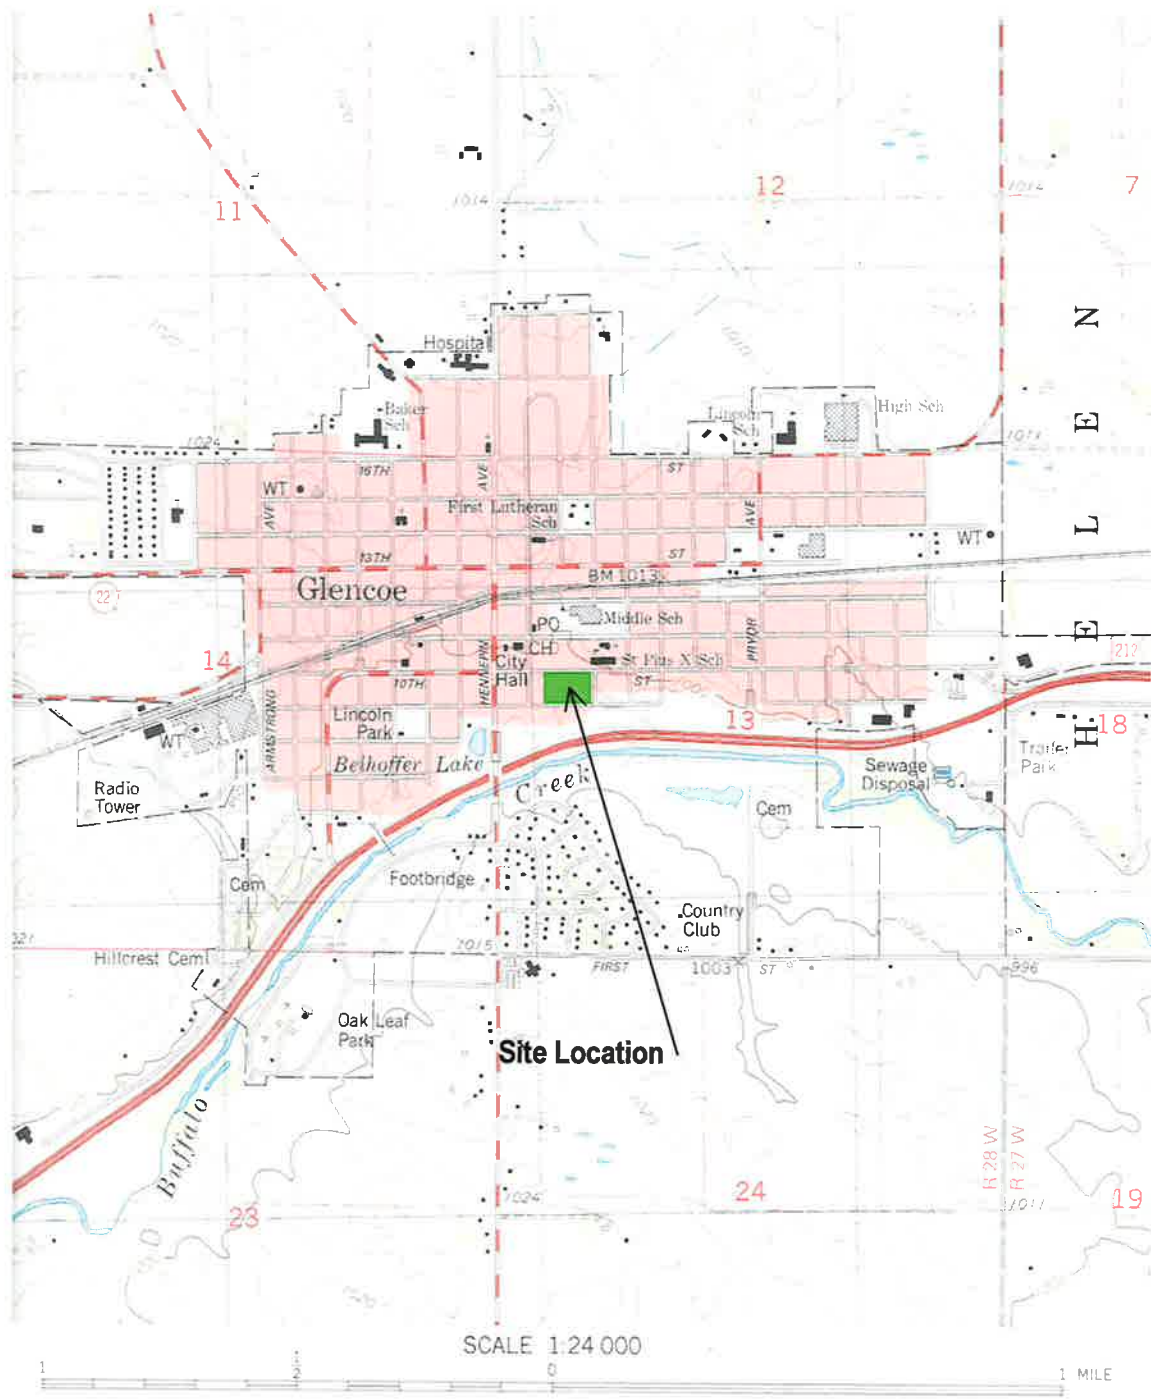 11
12
7
1014
1014
Hospital
HELEN
Baker
Sch
Lincoln
Sch
High Sch
1024
1013
16TH
AVE
ST
WT
AVE
First Lutheran
Sch
AVE
13TH
ST
WT
BM 1013
Glencoe
22
PO
Middle Sch
CH
City
Hall
St Pius X Sch
PRYOR
212
14
10TH
HENNEPIN
ST
ARMSTRONG
Lincoln
Park
13
18
WT
Belhoffer Lake
Sewage
Disposal
Trailer
Park
Radio
Tower
Creek
Cem
Cem
Footbridge
Country
Club
1015
Hillcrest Cem
FIRST
1003
ST
996
Oak Leaf
Park
Site Location
Buffalo
R 28 W
R 27 W
1024
24
1011
19
23
SCALE 1:24 000
1
0
1 MILE